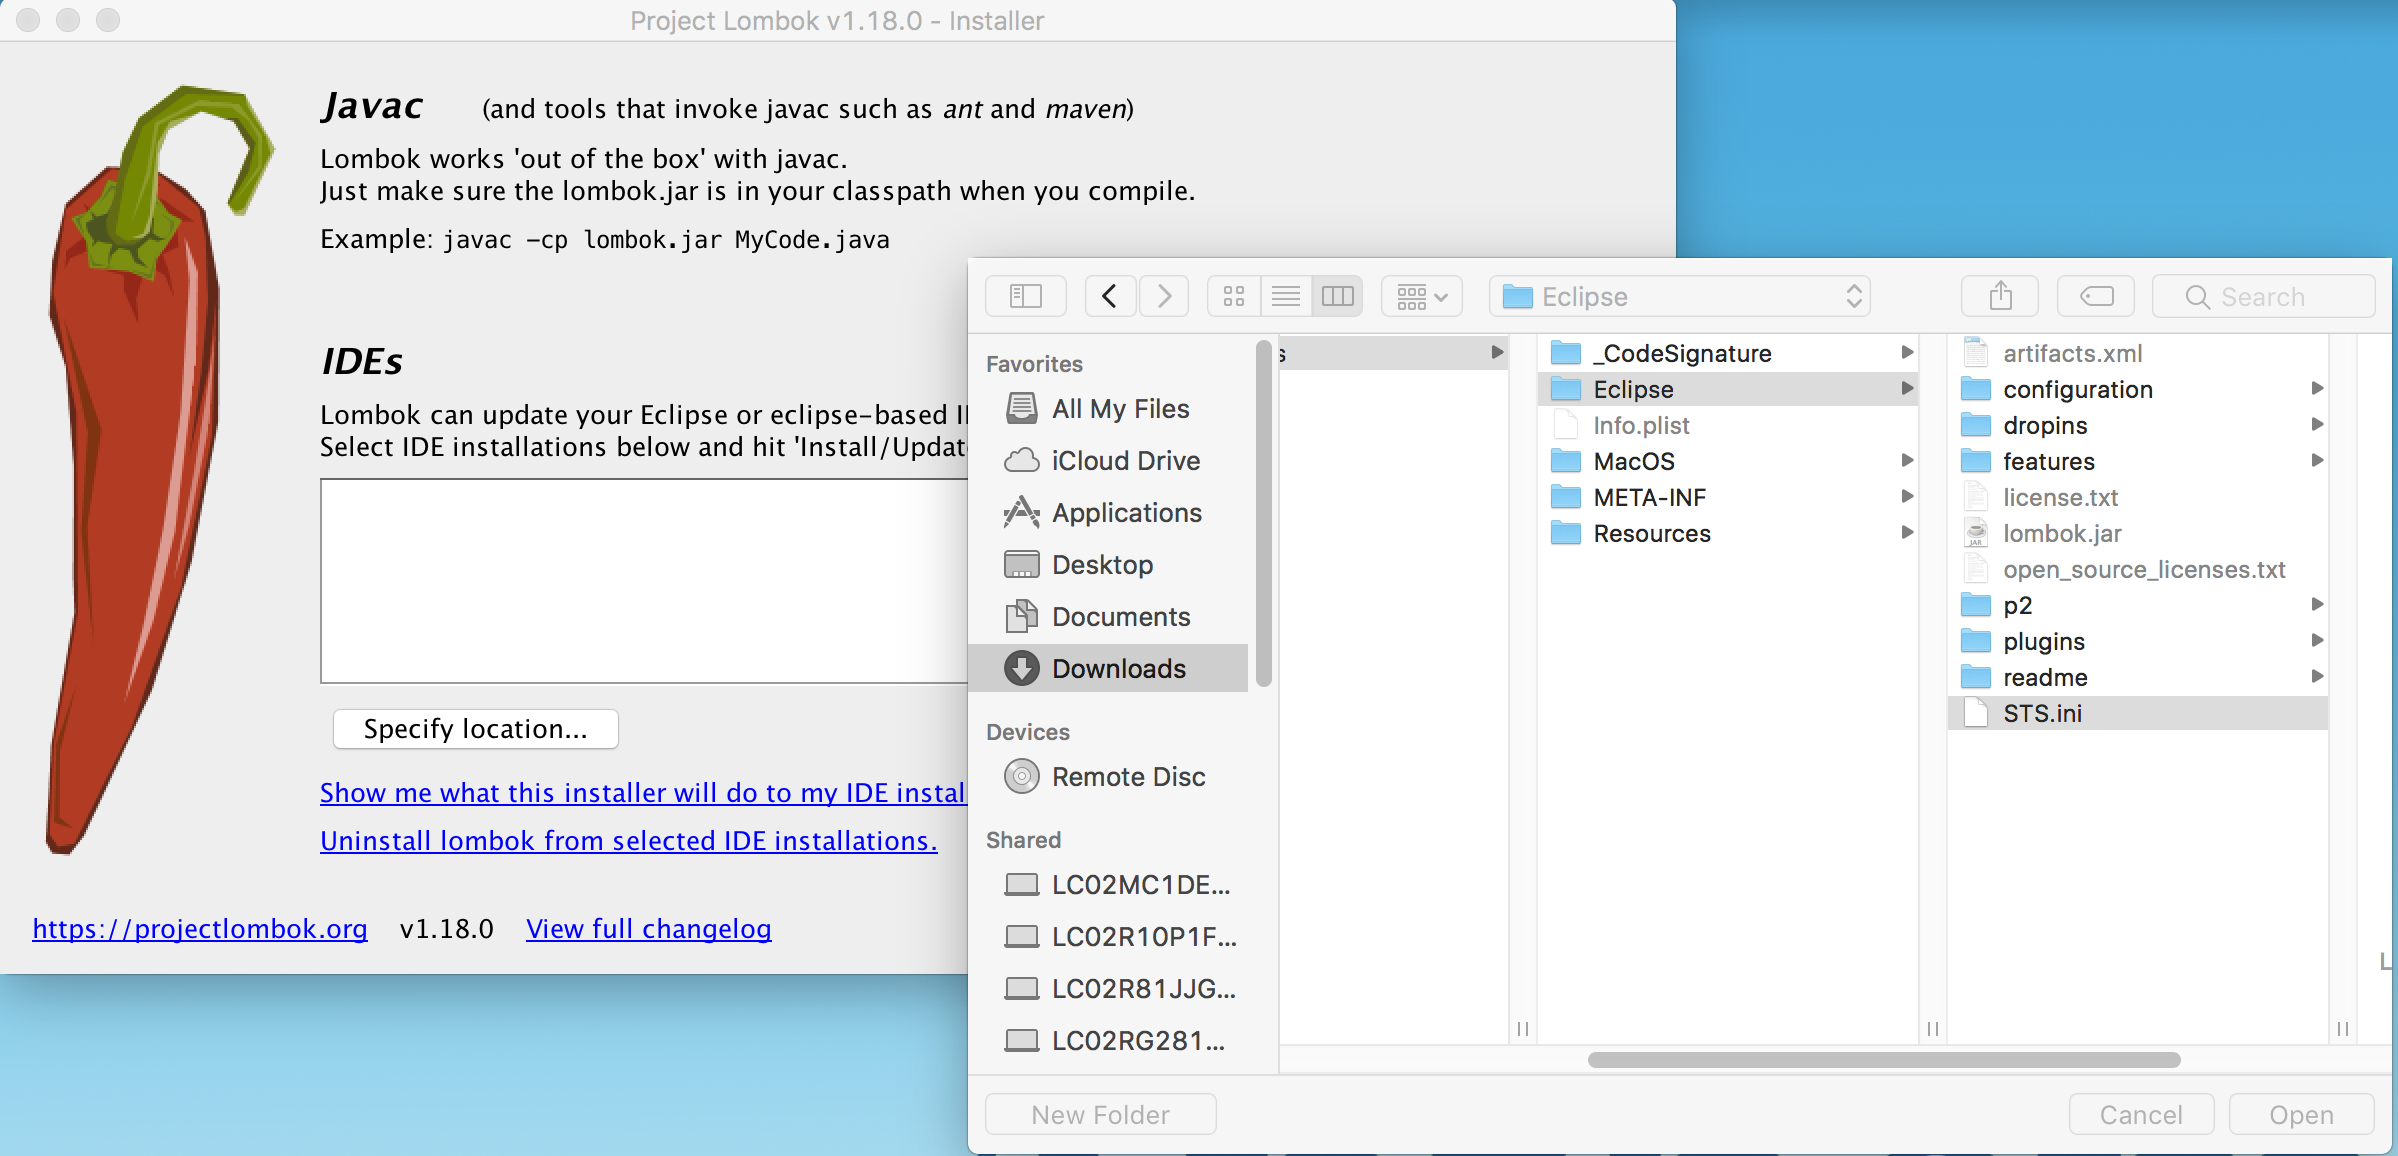 Project Lombok v1.18.0 - Installer
Javac (and tools that invoke javac such as ant and maven)
Lombok works 'out of the box' with javac.
Just make sure the lombok.jar is in your classpath when you compile.
Example: javac -cp lombok.jar MyCode.java
IDEs
Lombok can update your Eclipse or eclipse-based
Select IDE installations below and hit 'Install/Updat
Specify location...
Show me what this installer will do to my IDE instal
Uninstall lombok from selected IDE installations.
https://projectlombok.org v1.18.0 View full changelog
Eclipse
Search
Favorites
All My Files
iCloud Drive
Applications
Desktop
Documents
Downloads
Devices
Remote Disc
Shared
LC02MC1DE...
LC02R10P1F...
LC02R81JJG...
LC02RG281...
s
_CodeSignature
Eclipse
Info.plist
MacOS
META-INF
Resources
artifacts.xml
configuration
dropins
features
license.txt
lombok.jar
open_source_licenses.txt
p2
plugins
readme
STS.ini
New Folder
Cancel
Open